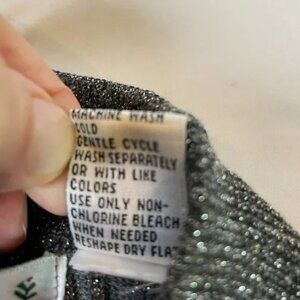 MACHINE WASH
COLD
GENTLE CYCLE
WASH SEPARATELY
OR WITH LIKE
COLORS
USE ONLY NON-
CHLORINE BLEACH
WHEN NEEDED
RESHAPE DRY FLAT